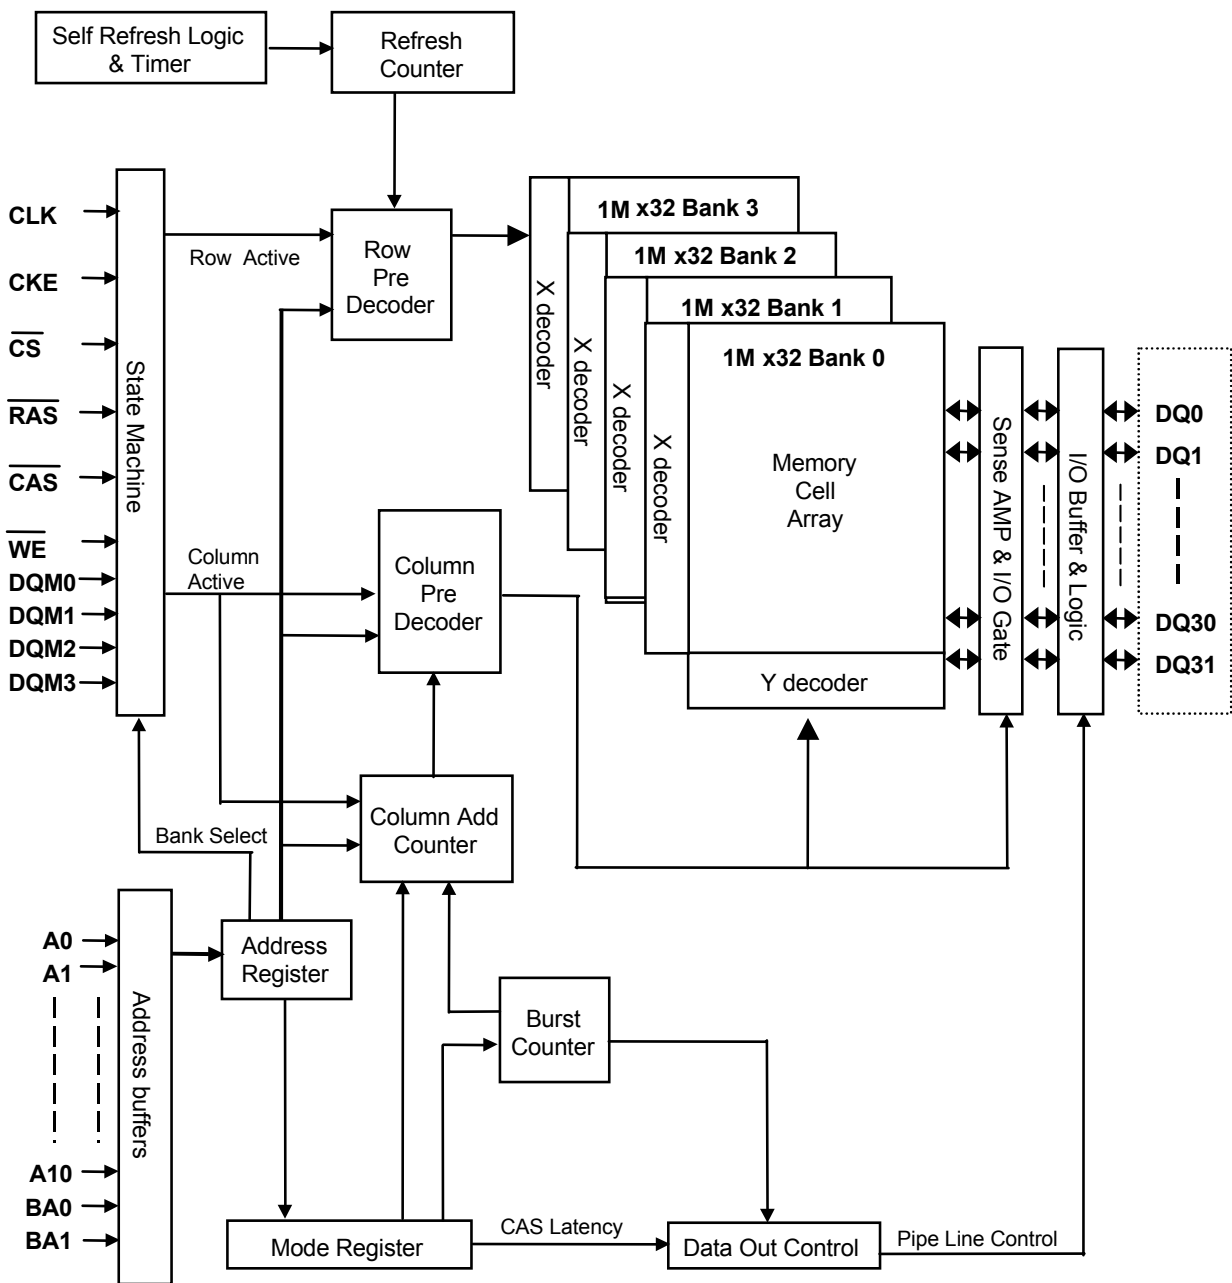 Self Refresh Logic
& Timer
Refresh
Counter
CLK
CKE
CS
RAS
CAS
WE
DQM0
DQM1
DQM2
DQM3
State Machine
Row Active
Row
Pre
Decoder
X decoder
1M x32 Bank 3
X decoder
1M x32 Bank 2
X decoder
1M x32 Bank 1
X decoder
1M x32 Bank 0
Memory
Cell
Array
Y decoder
Sense AMP & I/O Gate
I/O Buffer & Logic
DQ0
DQ1
DQ30
DQ31
Column
Active
Column
Pre
Decoder
Column Add
Counter
Bank Select
A0
A1
A10
BA0
BA1
Address buffers
Address
Register
Burst
Counter
Mode Register
CAS Latency
Data Out Control
Pipe Line Control